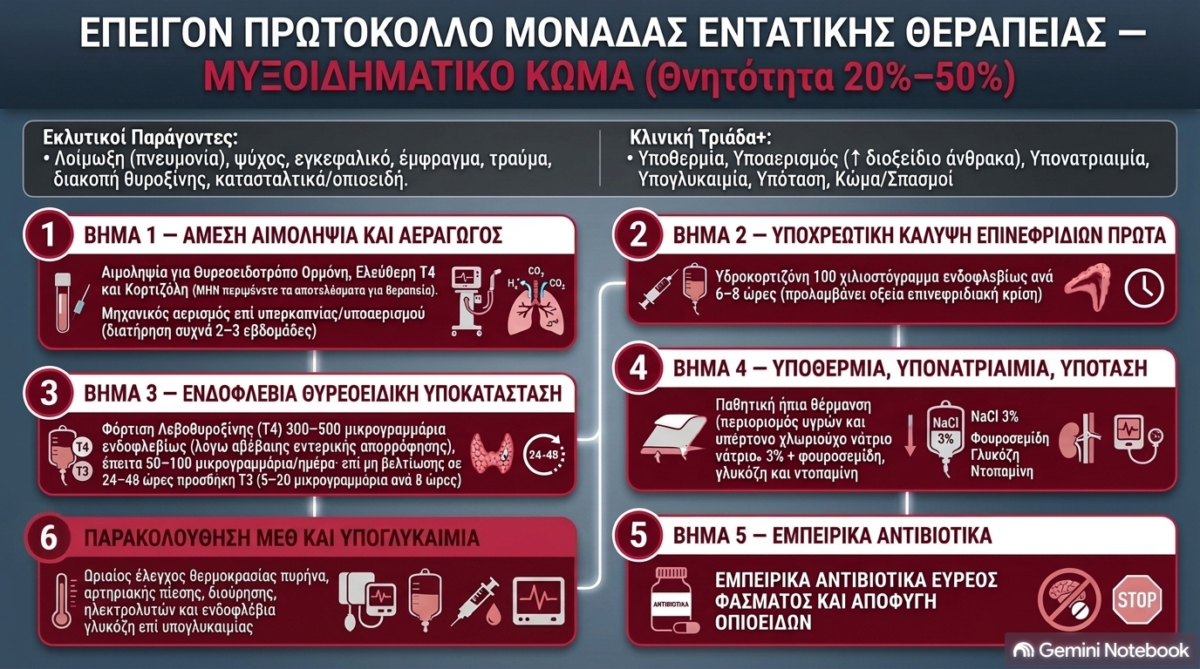 ΕΠΕΙΓΟΝ ΠΡΩΤΟΚΟΛΛΟ ΜΟΝΑΔΑΣ ΕΝΤΑΤΙΚΗΣ ΘΕΡΑΠΕΙΑΣ —
ΜΥΞΟΙΔΗΜΑΤΙΚΟ ΚΩΜΑ (Θνητότητα 20%–50%)
Εκλυτικοί Παράγοντες:
• Λοίμωξη (πνευμονία), ψύχος, εγκεφαλικό, έμφραγμα, τραύμα,
διακοπή θυροξίνης, κατασταλτικά/οπιοειδή.
Κλινική Τριάδα+:
• Υποθερμία, Υποαερισμός (↑ διοξείδιο άνθρακα), Υπονατριαιμία,
Υπογλυκαιμία, Υπόταση, Κώμα/Σπασμοί
1
ΒΗΜΑ 1 — ΑΜΕΣΗ ΑΙΜΟΛΗΨΙΑ ΚΑΙ ΑΕΡΑΓΩΓΟΣ
Αιμοληψία για Θυρεοειδοτρόπο Ορμόνη, Ελεύθερη Τ4
και Κορτιζόλη (ΜΗΝ περιμένετε τα αποτελέσματα για θεραπεία).
Μηχανικός αερισμός επί υπερκαπνίας/υποαερισμού
(διατήρηση συχνά 2–3 εβδομάδες)
H⁺
CO₂
CO₂
2
ΒΗΜΑ 2 — ΥΠΟΧΡΕΩΤΙΚΗ ΚΑΛΥΨΗ ΕΠΙΝΕΦΡΙΔΙΩΝ ΠΡΩΤΑ
Υδροκορτιζόνη 100 χιλιοστόγραμμα ενδοφλεβίως ανά
6–8 ώρες (προλαμβάνει οξεία επινεφριδιακή κρίση)
3
ΒΗΜΑ 3 — ΕΝΔΟΦΛΕΒΙΑ ΘΥΡΕΟΕΙΔΙΚΗ ΥΠΟΚΑΤΑΣΤΑΣΗ
T4
T3
Φόρτιση Λεβοθυροξίνης (Τ4) 300–500 μικρογραμμάρια
ενδοφλεβίως (λόγω αβέβαιης εντερικής απορρόφησης),
έπειτα 50–100 μικρογραμμάρια/ημέρα· επί μη βελτίωσης σε
24–48 ώρες προσθήκη Τ3 (5–20 μικρογραμμάρια ανά 8 ώρες)
24-48
4
ΒΗΜΑ 4 — ΥΠΟΘΕΡΜΙΑ, ΥΠΟΝΑΤΡΙΑΙΜΙΑ, ΥΠΟΤΑΣΗ
Παθητική ήπια θέρμανση
(περιορισμός υγρών και
υπέρτονο χλωριούχο νάτριο
νάτριο 3% + φουροσεμίδη,
γλυκόζη και ντοπαμίνη
NaCl
3%
NaCl 3%
Φουροσεμίδη
Γλυκόζη
Ντοπαμίνη
6
ΠΑΡΑΚΟΛΟΥΘΗΣΗ ΜΕΘ ΚΑΙ ΥΠΟΓΛΥΚΑΙΜΙΑ
Ωριαίος έλεγχος θερμοκρασίας πυρήνα,
αρτηριακής πίεσης, διούρησης,
ηλεκτρολυτών και ενδοφλέβια
γλυκόζη επί υπογλυκαιμίας
5
ΒΗΜΑ 5 — ΕΜΠΕΙΡΙΚΑ ΑΝΤΙΒΙΟΤΙΚΑ
ΑΝΤΙΒΙΟΤΙΚΑ
ΕΜΠΕΙΡΙΚΑ ΑΝΤΙΒΙΟΤΙΚΑ ΕΥΡΕΟΣ
ΦΑΣΜΑΤΟΣ ΚΑΙ ΑΠΟΦΥΓΗ
ΟΠΙΟΕΙΔΩΝ
STOP
Gemini Notebook